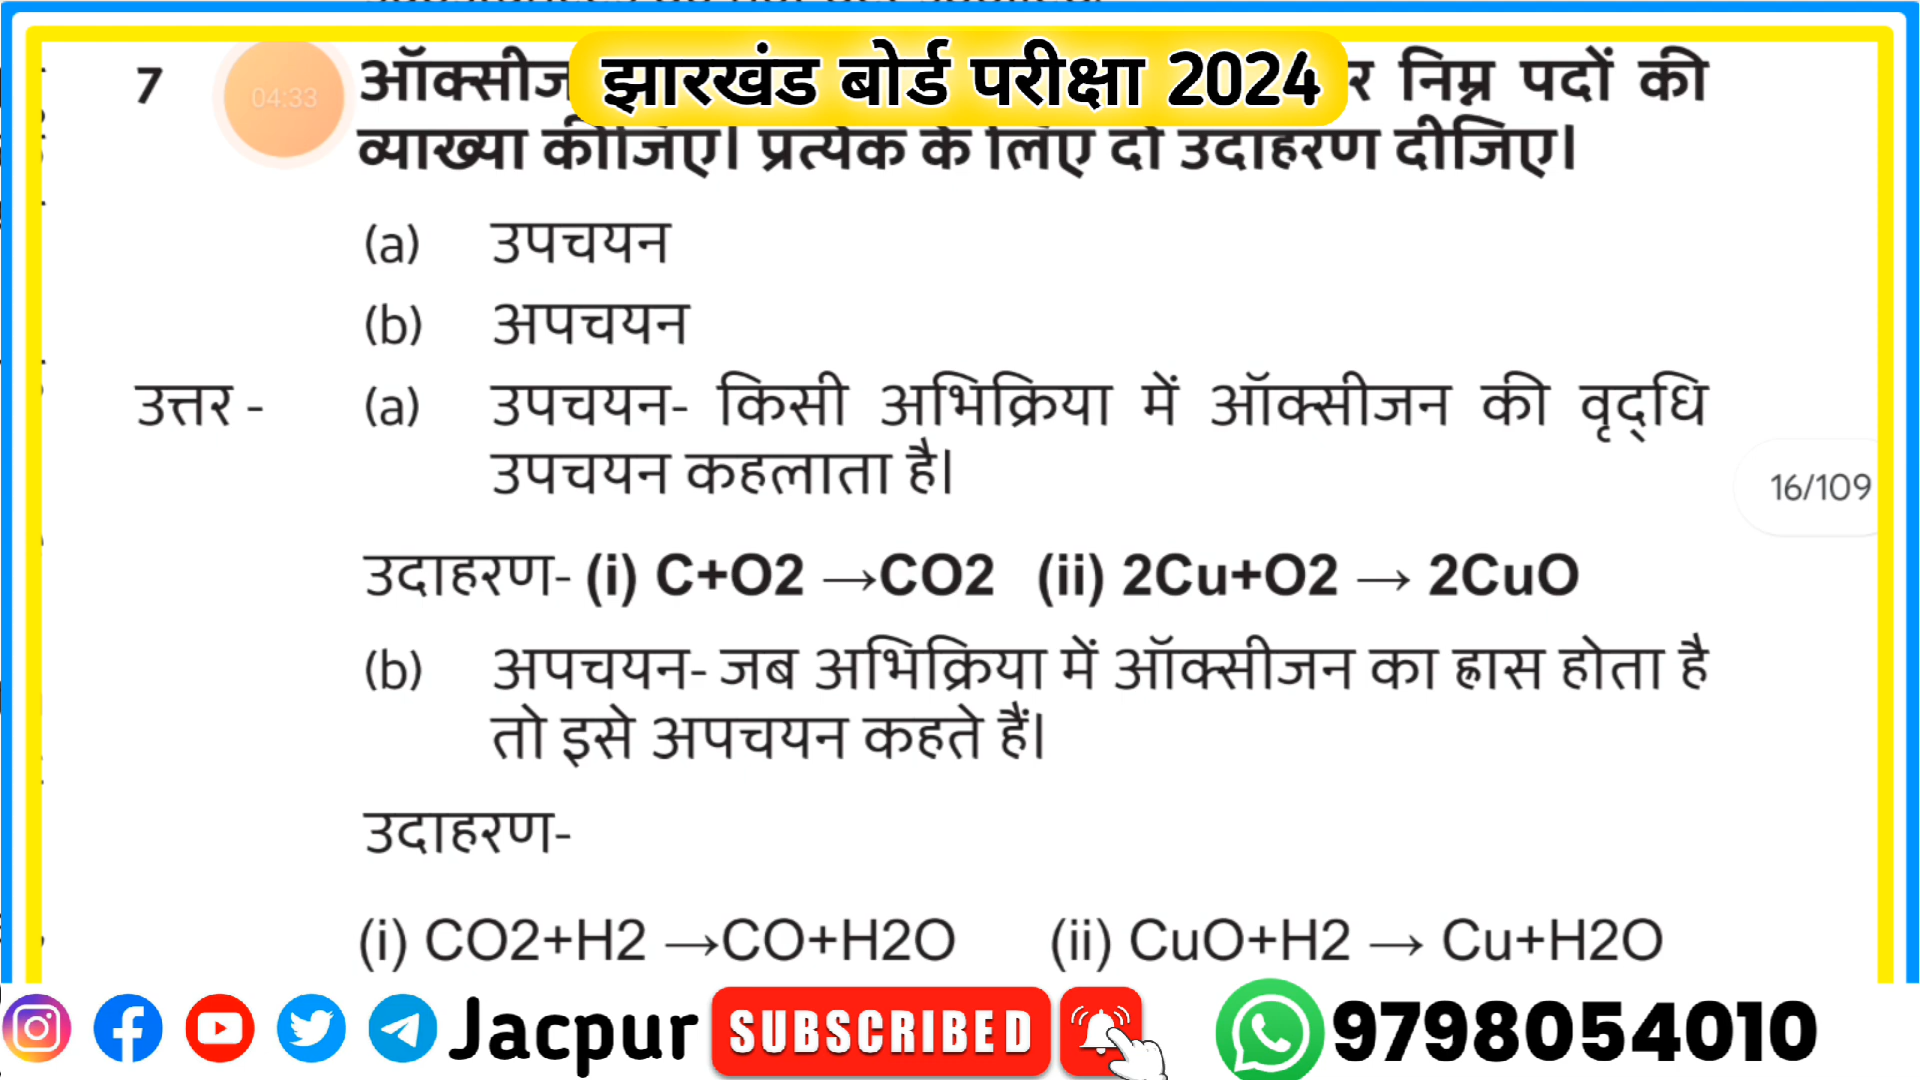 झारखंड बोर्ड परीक्षा 2024
7 04:33 र निम्न पदों की
व्याख्या कीजिए। प्रत्येक के लिए दो उदाहरण दीजिए।
(a) उपचयन
(b) अपचयन
उत्तर - (a) उपचयन- किसी अभिक्रिया में ऑक्सीजन की वृद्धि
उपचयन कहलाता है।
16/109
उदाहरण- (i) C+O2 →CO2 (ii) 2Cu+O2 → 2CuO
(b) अपचयन- जब अभिक्रिया में ऑक्सीजन का ह्रास होता है
तो इसे अपचयन कहते हैं।
उदाहरण-
(i) CO2+H2 →CO+H2O (ii) CuO+H2 → Cu+H2O
Jacpur SUBSCRIBED 9798054010